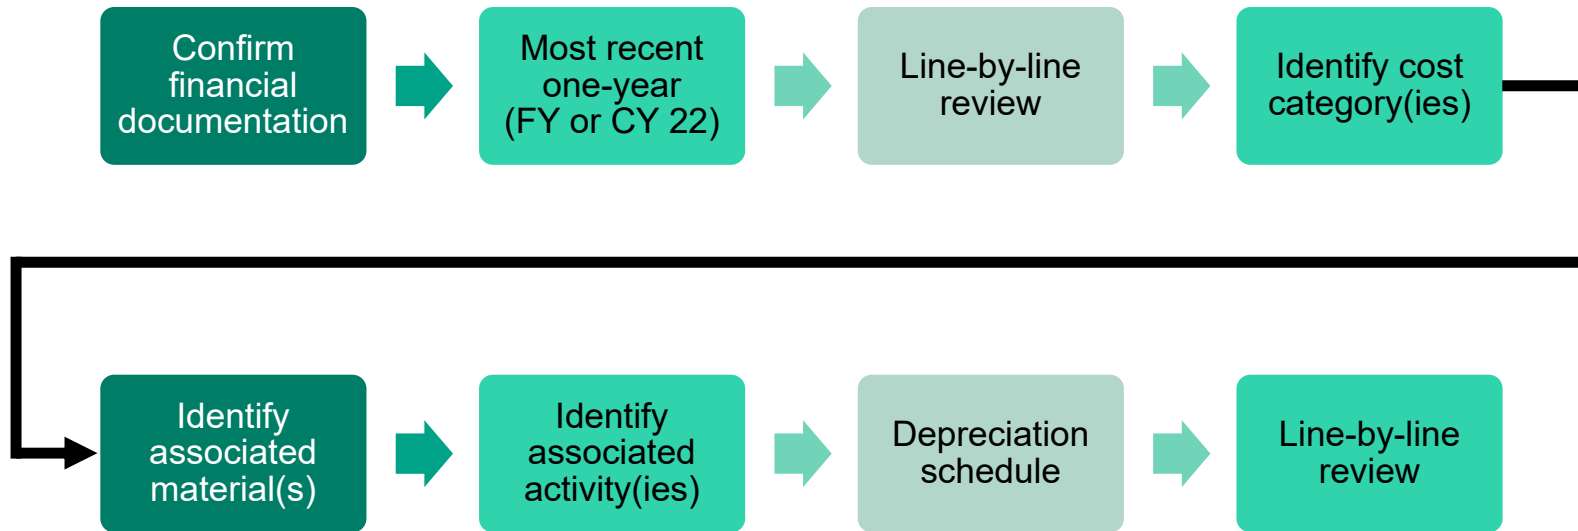 Confirm
financial
documentation
Most recent
one-year
(FY or CY 22)
Line-by-line
review
Identify cost
category(ies)
Identify
associated
material(s)
Identify
associated
activity(ies)
Depreciation
schedule
Line-by-line
review